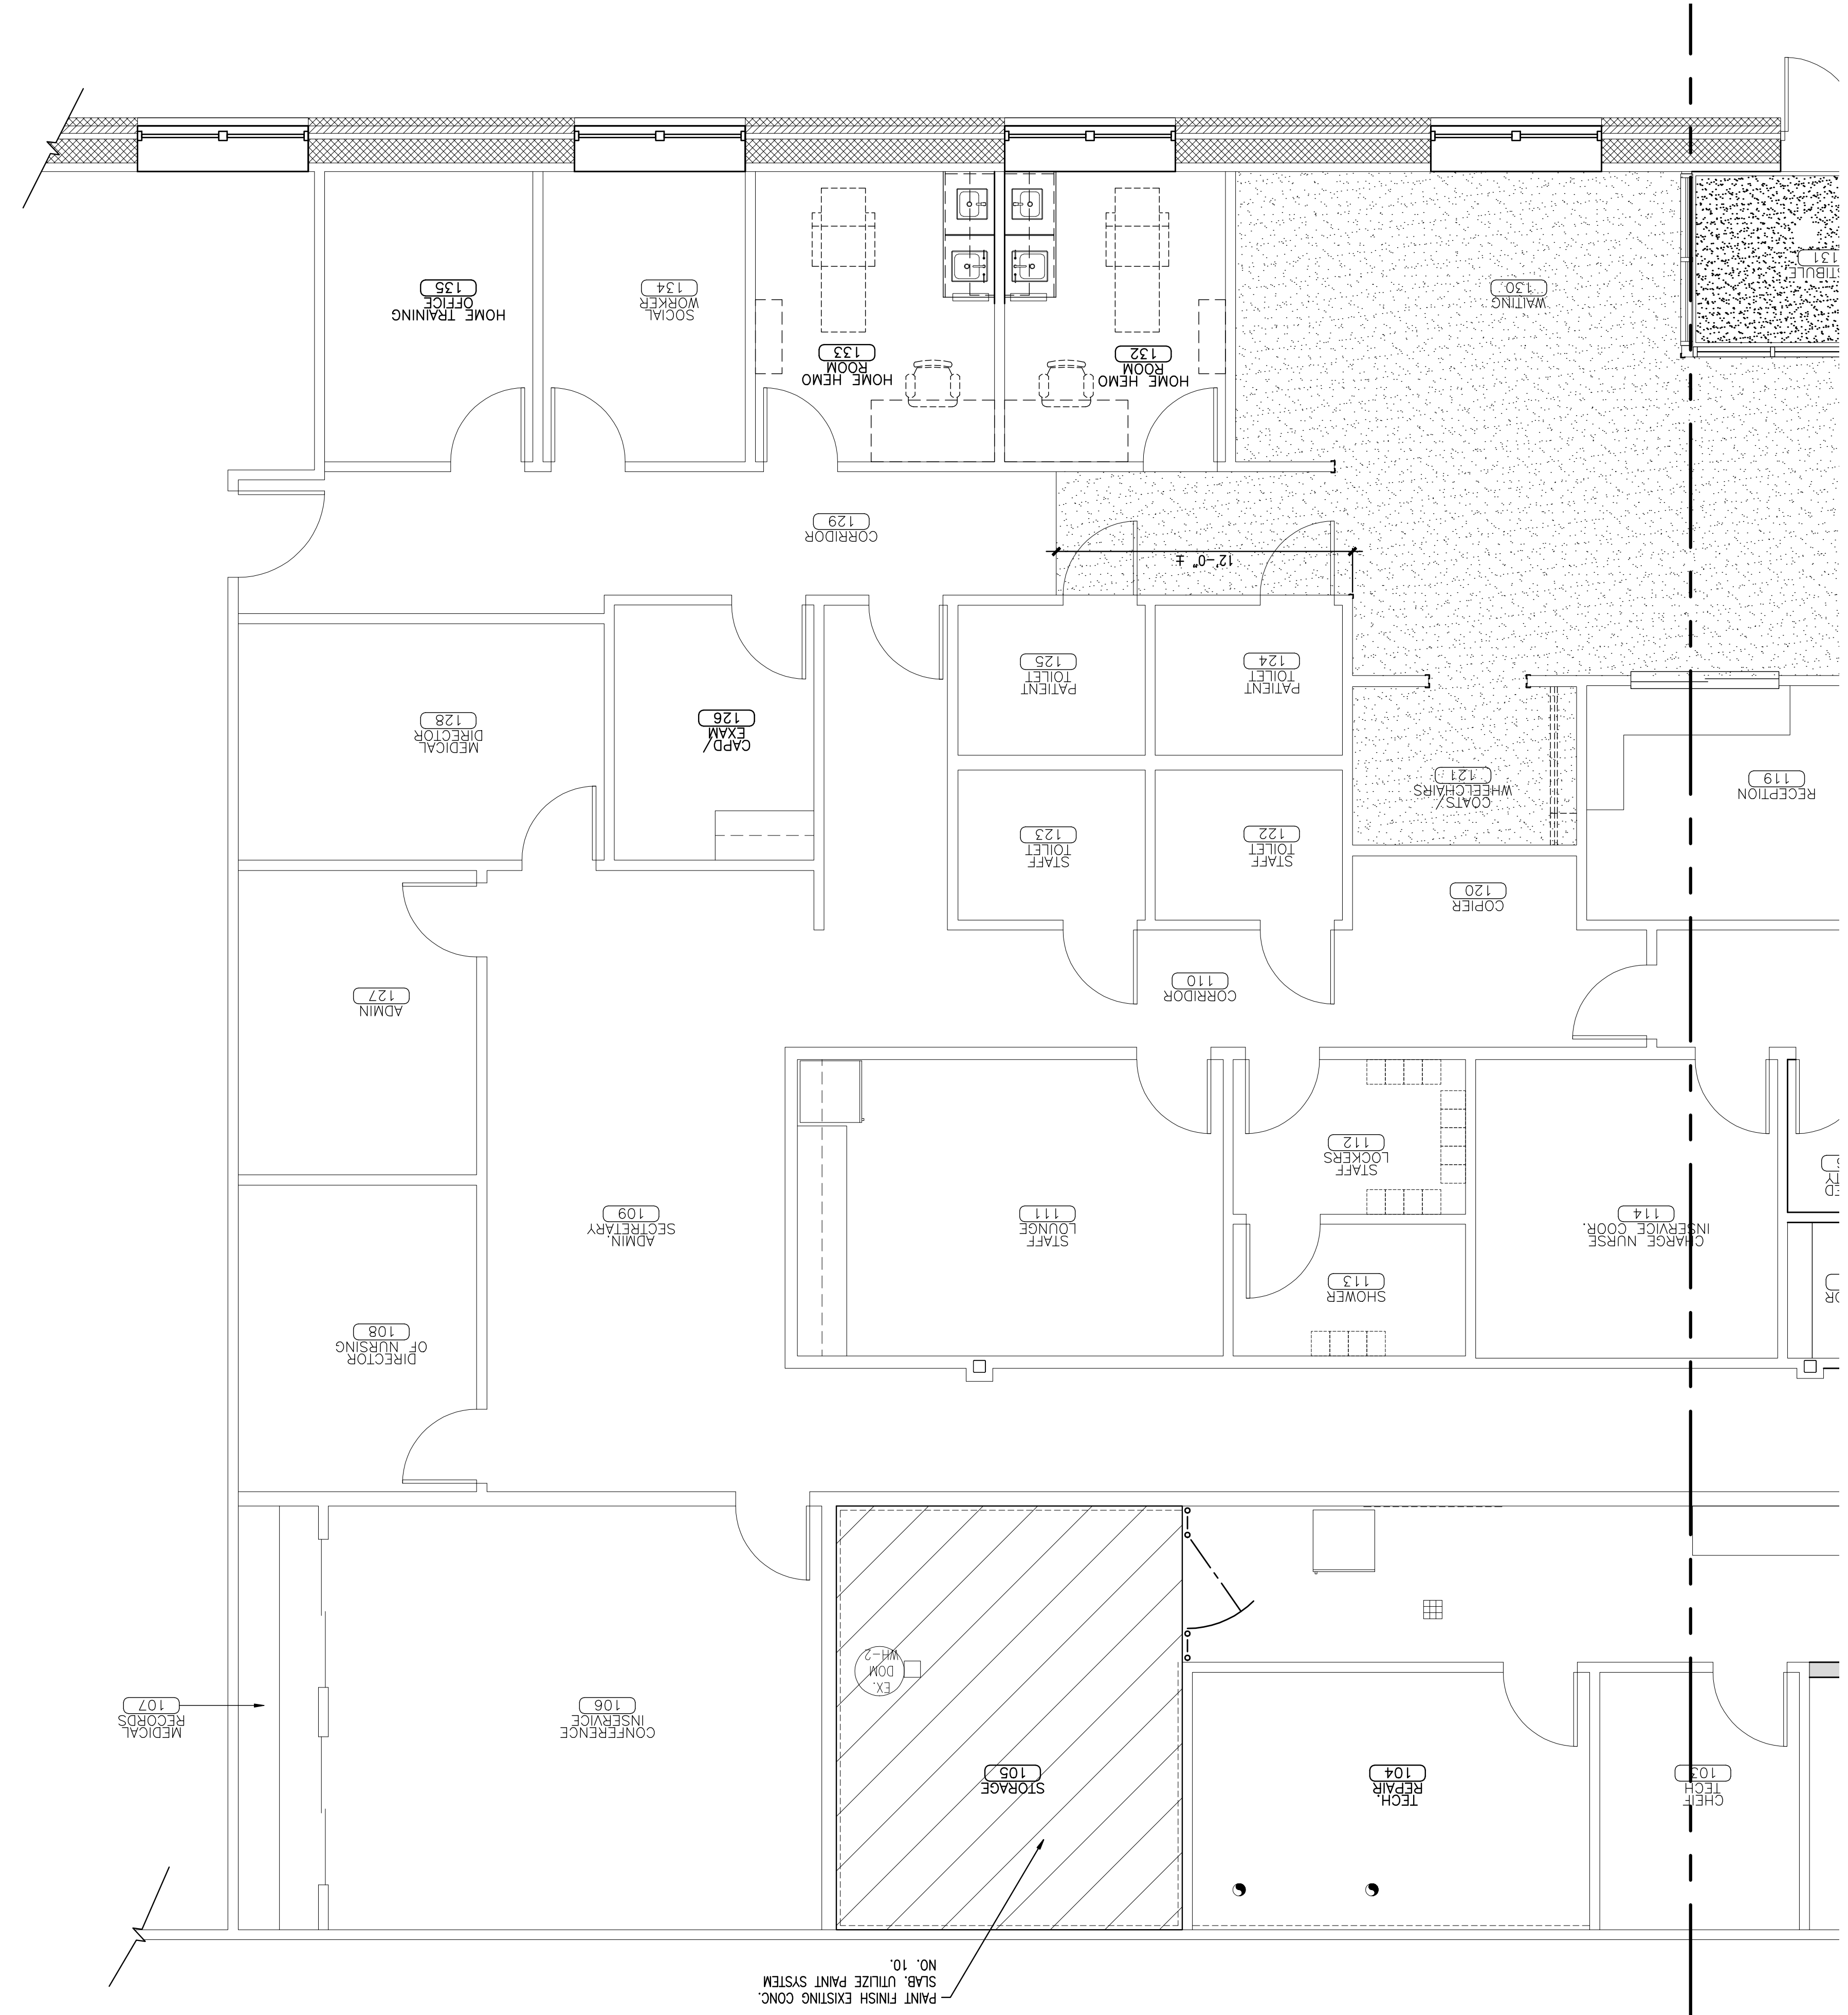 PAINT FINISH EXISTING CONC.
SLAB. UTILIZE PAINT SYSTEM
NO. 10.
CHEIF
TECH
103
TECH.
REPAIR
104
STORAGE
105
CONFERENCE
INSERVICE
106
MEDICAL
RECORDS
107
EX.
DOM
WH-2
DIRECTOR
OF NURSING
108
SHOWER
113
CHARGE NURSE
INSERVICE COOR.
114
STAFF
LOUNGE
111
ADMIN.
SECTRETARY
109
STAFF
LOCKERS
112
ADMIN
127
CORRIDOR
110
COPIER
120
STAFF
TOILET
122
STAFF
TOILET
123
RECEPTION
119
COATS/
WHEELCHAIRS
121
CAPD/
EXAM
126
MEDICAL
DIRECTOR
128
PATIENT
TOILET
124
PATIENT
TOILET
125
12'-0" ±
CORRIDOR
129
HOME HEMO
ROOM
132
HOME HEMO
ROOM
133
SOCIAL
WORKER
134
HOME TRAINING
OFFICE
135
WAITING
130
TIBULE
131